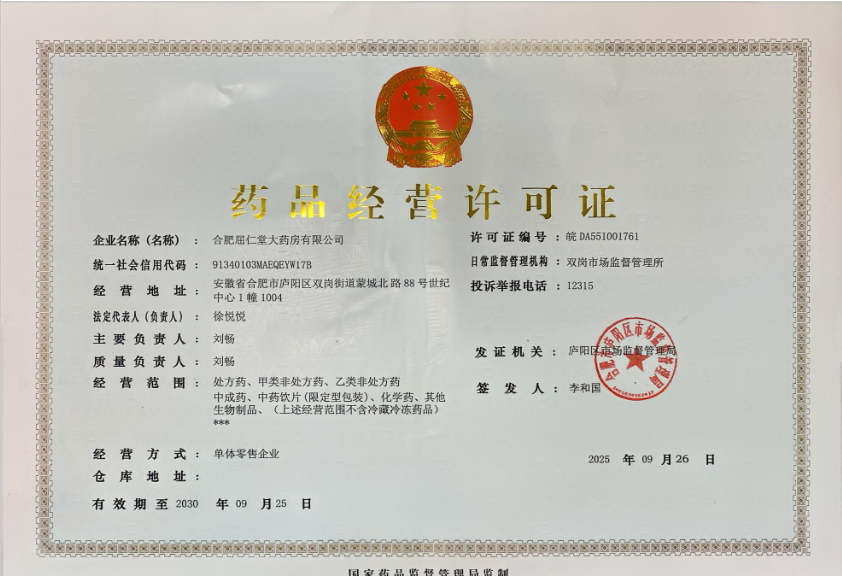 药品经营许可证
企业名称（名称）： 合肥屈仁堂大药房有限公司
统一社会信用代码： 91340103MAEQEYW17B
经营地址： 安徽省合肥市庐阳区双岗街道蒙城北路88号世纪
中心1幢1004
法定代表人（负责人）： 徐悦悦
主要负责人： 刘畅
质量负责人： 刘畅
经营范围： 处方药、甲类非处方药、乙类非处方药
中成药、中药饮片(限定型包装)、化学药、其他
生物制品、（上述经营范围不含冷藏冷冻药品）
***
经营方式： 单体零售企业
仓库地址：
有效期至 2030 年 09 月 25 日
许可证编号： 皖DA551001761
日常监督管理机构： 双岗市场监督管理所
投诉举报电话： 12315
发证机关： 庐阳区市场监督管理局
签发人： 李和国
2025 年 09 月 26 日
国家药品监督管理局监制